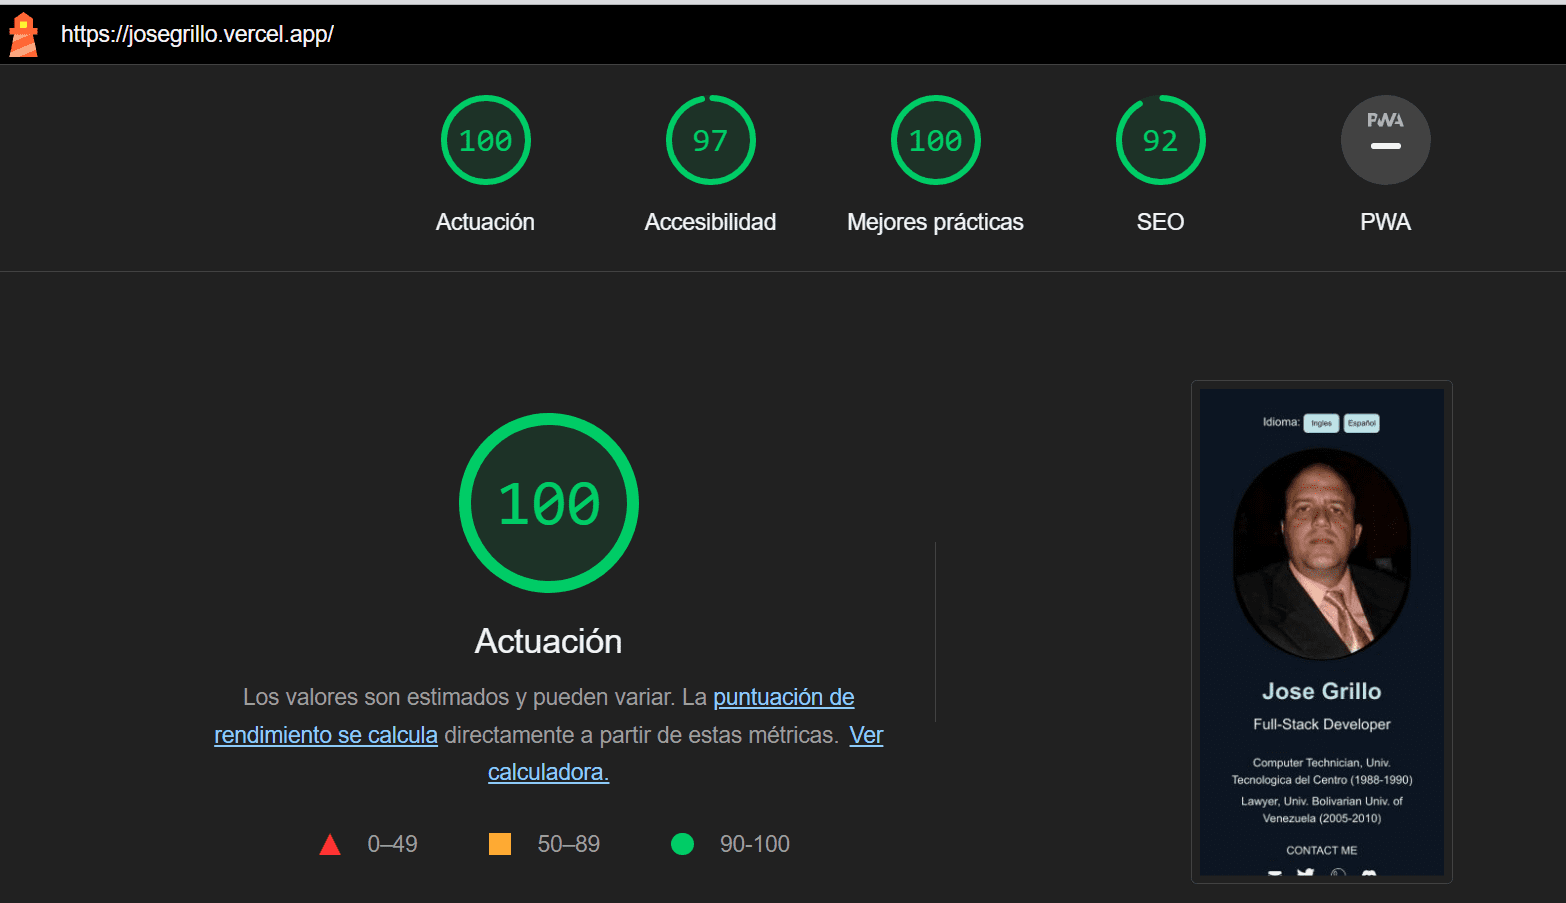 https://josegrillo.vercel.app/
100
97
100
92
PWA
Actuación
Accesibilidad
Mejores prácticas
SEO
PWA
100
Actuación
Los valores son estimados y pueden variar. La puntuación de
rendimiento se calcula directamente a partir de estas métricas. Ver
calculadora.
0–49
50–89
90-100
Idioma: Ingles Español
Jose Grillo
Full-Stack Developer
Computer Technician, Univ.
Tecnologica del Centro (1988-1990)
Lawyer, Univ. Bolivarian Univ. of
Venezuela (2005-2010)
CONTACT ME